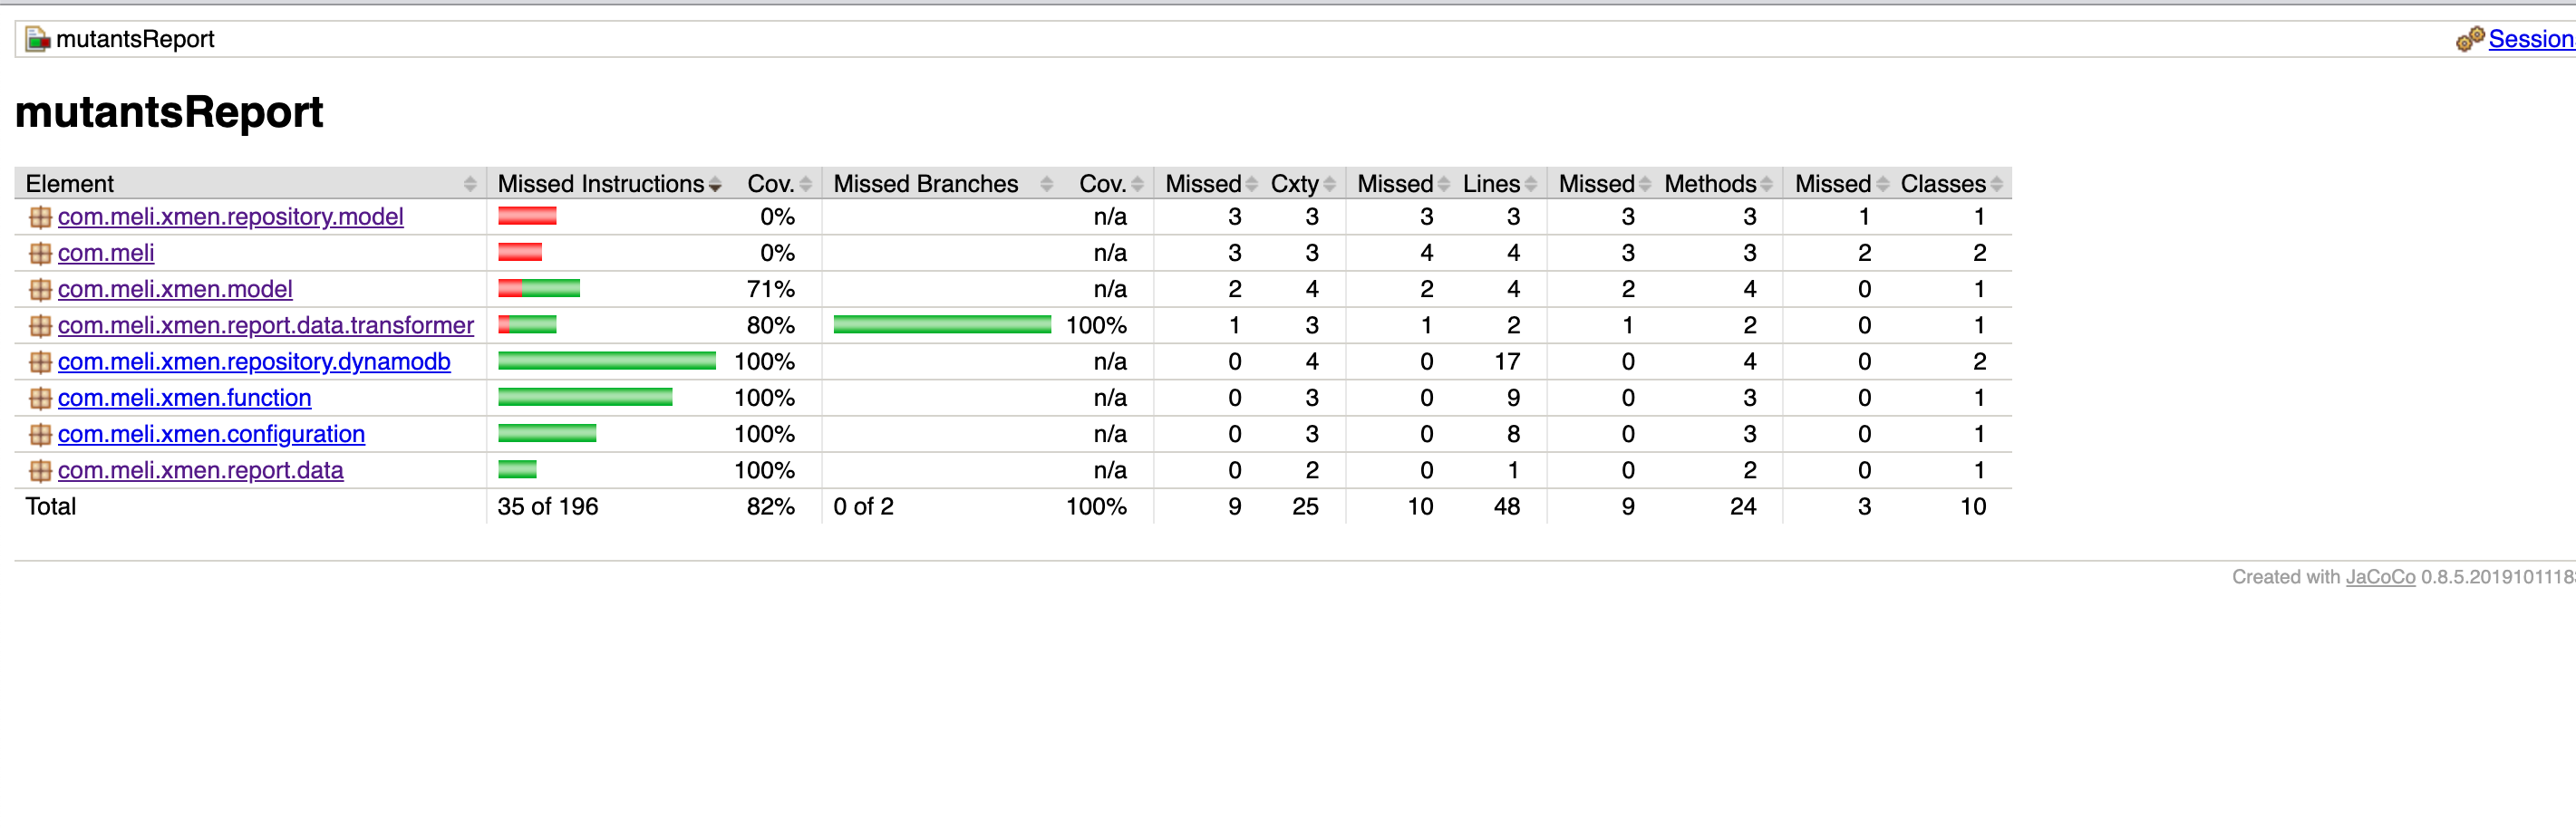 mutantsReport Session
mutantsReport
Element Missed Instructions Cov. Missed Branches Cov. Missed Cxty Missed Lines Missed Methods Missed Classes
com.meli.xmen.repository.model 0% n/a 3 3 3 3 3 3 1 1
com.meli 0% n/a 3 3 4 4 3 3 2 2
com.meli.xmen.model 71% n/a 2 4 2 4 2 4 0 1
com.meli.xmen.report.data.transformer 80% 100% 1 3 1 2 1 2 0 1
com.meli.xmen.repository.dynamodb 100% n/a 0 4 0 17 0 4 0 2
com.meli.xmen.function 100% n/a 0 3 0 9 0 3 0 1
com.meli.xmen.configuration 100% n/a 0 3 0 8 0 3 0 1
com.meli.xmen.report.data 100% n/a 0 2 0 1 0 2 0 1
Total 35 of 196 82% 0 of 2 100% 9 25 10 48 9 24 3 10
Created with JaCoCo 0.8.5.2019101118